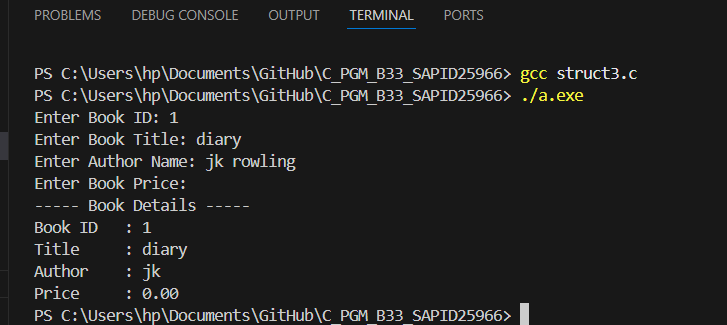 PROBLEMS DEBUG CONSOLE OUTPUT TERMINAL PORTS
PS C:\Users\hp\Documents\GitHub\C_PGM_B33_SAPID25966> gcc struct3.c
PS C:\Users\hp\Documents\GitHub\C_PGM_B33_SAPID25966> ./a.exe
Enter Book ID: 1
Enter Book Title: diary
Enter Author Name: jk rowling
Enter Book Price:
----- Book Details -----
Book ID   : 1
Title     : diary
Author    : jk
Price     : 0.00
PS C:\Users\hp\Documents\GitHub\C_PGM_B33_SAPID25966>